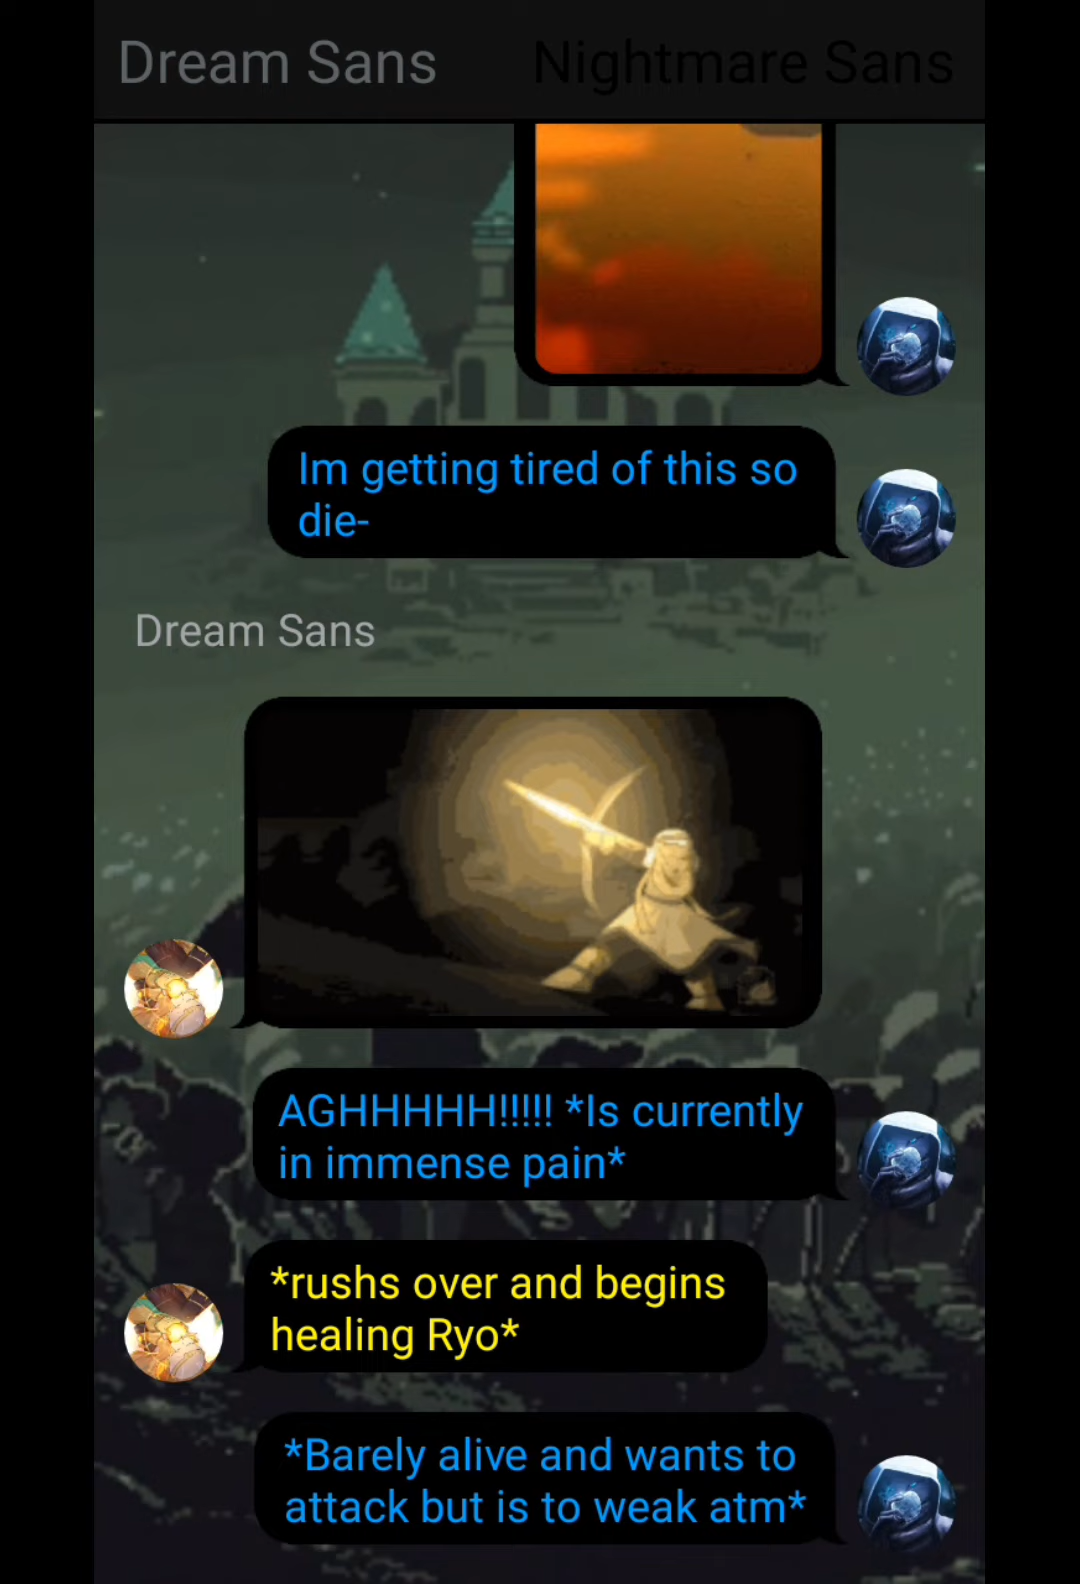 Dream Sans
Nightmare Sans
Im getting tired of this so
die-
Dream Sans
AGHHHHH!!!!! *Is currently
in immense pain*
*rushs over and begins
healing Ryo*
*Barely alive and wants to
attack but is to weak atm*